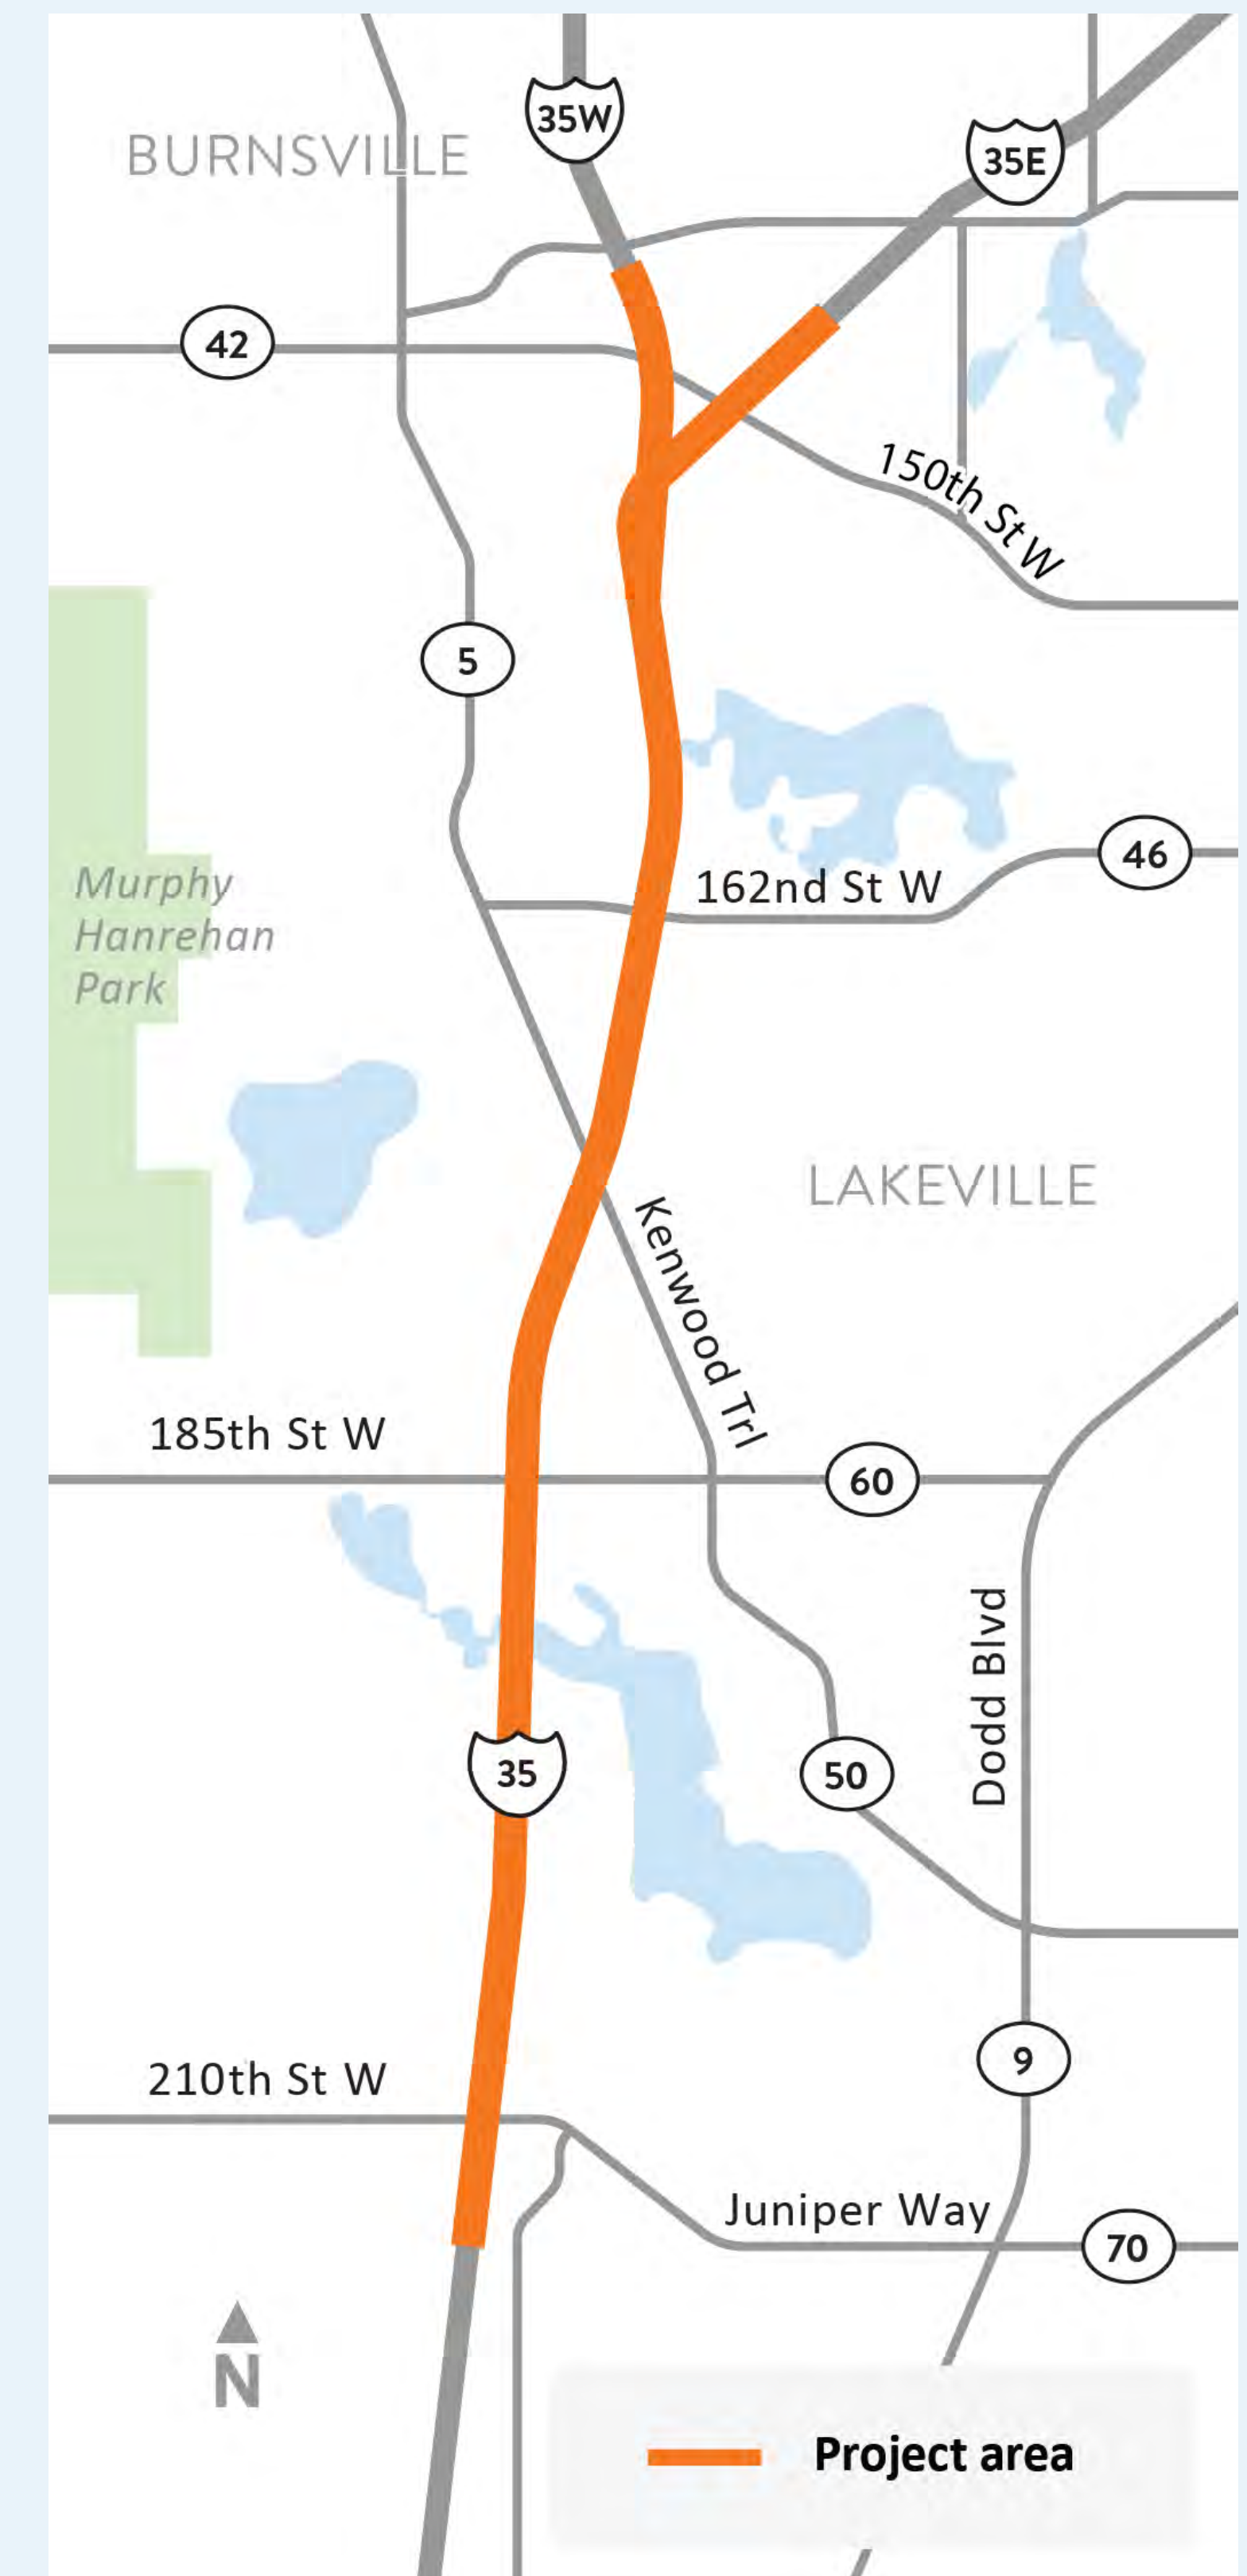 35W
BURNSVILLE
35E
42
150th St W
5
46
162nd St W
Murphy
Hanrehan
Park
LAKEVILLE
Kenwood Trl
185th St W
60
Dodd Blvd
35
50
9
210th St W
Juniper Way
70
N
Project area